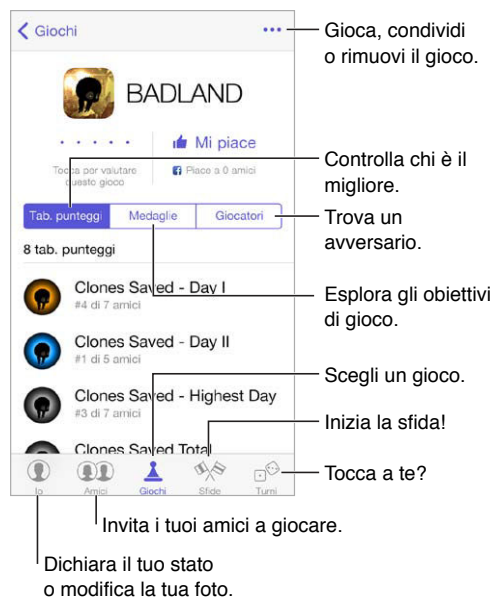 Giochi
Gioca, condividi
o rimuovi il gioco.
BADLAND
Mi piace
Tocca per valutare
questo gioco
Piace a 0 amici
Controlla chi è il
migliore.
Tab. punteggi
Medaglie
Giocatori
Trova un
avversario.
8 tab. punteggi
Clones Saved - Day I
#4 di 7 amici
Esplora gli obiettivi
di gioco.
Clones Saved - Day II
#1 di 5 amici
Scegli un gioco.
Clones Saved - Highest Day
#3 di 7 amici
Inizia la sfida!
Clones Saved Total
Io
Amici
Giochi
Sfide
Turni
Tocca a te?
Invita i tuoi amici a giocare.
Dichiara il tuo stato
o modifica la tua foto.